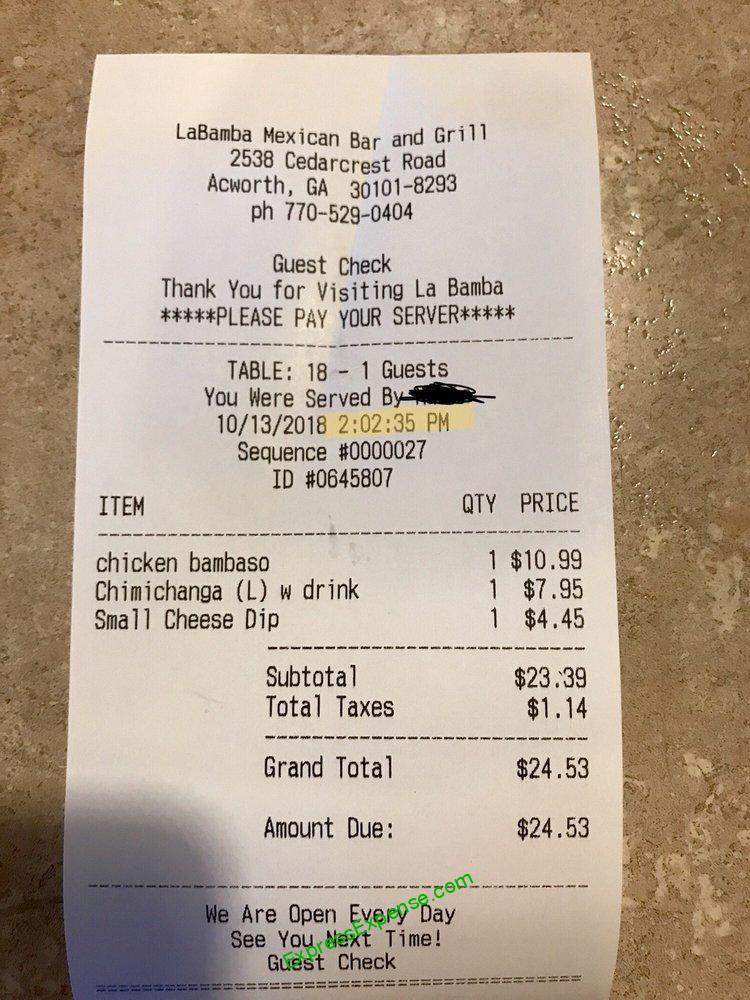 LaBamba Mexican Bar and Grill
2538 Cedarcrest Road
Acworth, GA 30101-8293
ph 770-529-0404
Guest Check
Thank You for Visiting La Bamba
*****PLEASE PAY YOUR SERVER*****
TABLE: 18 - 1 Guests
You Were Served By
10/13/2018 2:02:35 PM
Sequence #0000027
ID #0645807
ITEM QTY PRICE
chicken bambaso 1 $10.99
Chimichanga (L) w drink 1 $7.95
Small Cheese Dip 1 $4.45
Subtotal $23.39
Total Taxes $1.14
Grand Total $24.53
Amount Due: $24.53
We Are Open Every Day
See You Next Time!
Guest Check
ExpressExpense.com